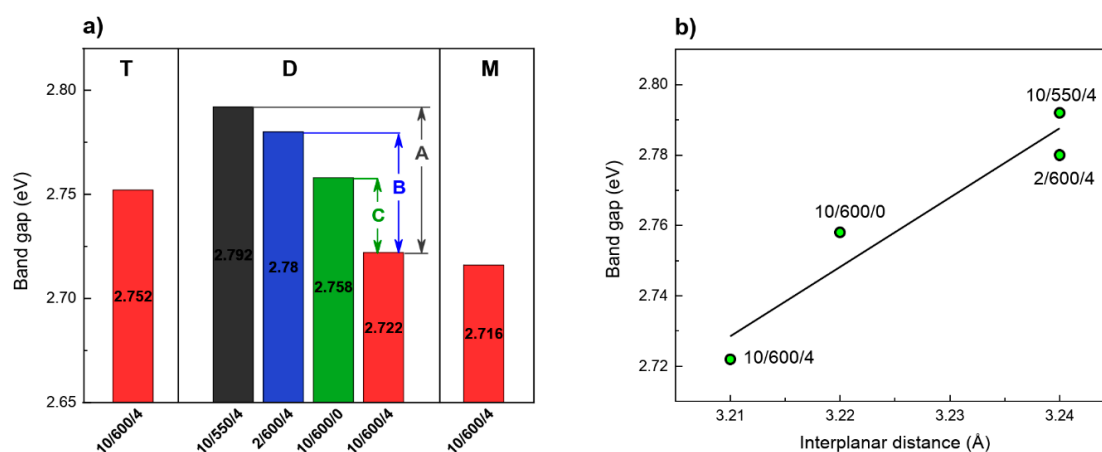 a)
T D M
2.80
2.75
2.70
2.65
Band gap (eV)
2.752
2.792
2.78
2.758
2.722
2.716
A
B
C
10/600/4
10/550/4
2/600/4
10/600/0
10/600/4
10/600/4
b)
2.80
2.78
2.76
2.74
2.72
Band gap (eV)
10/550/4
2/600/4
10/600/0
10/600/4
3.21 3.22 3.23 3.24
Interplanar distance (Å)